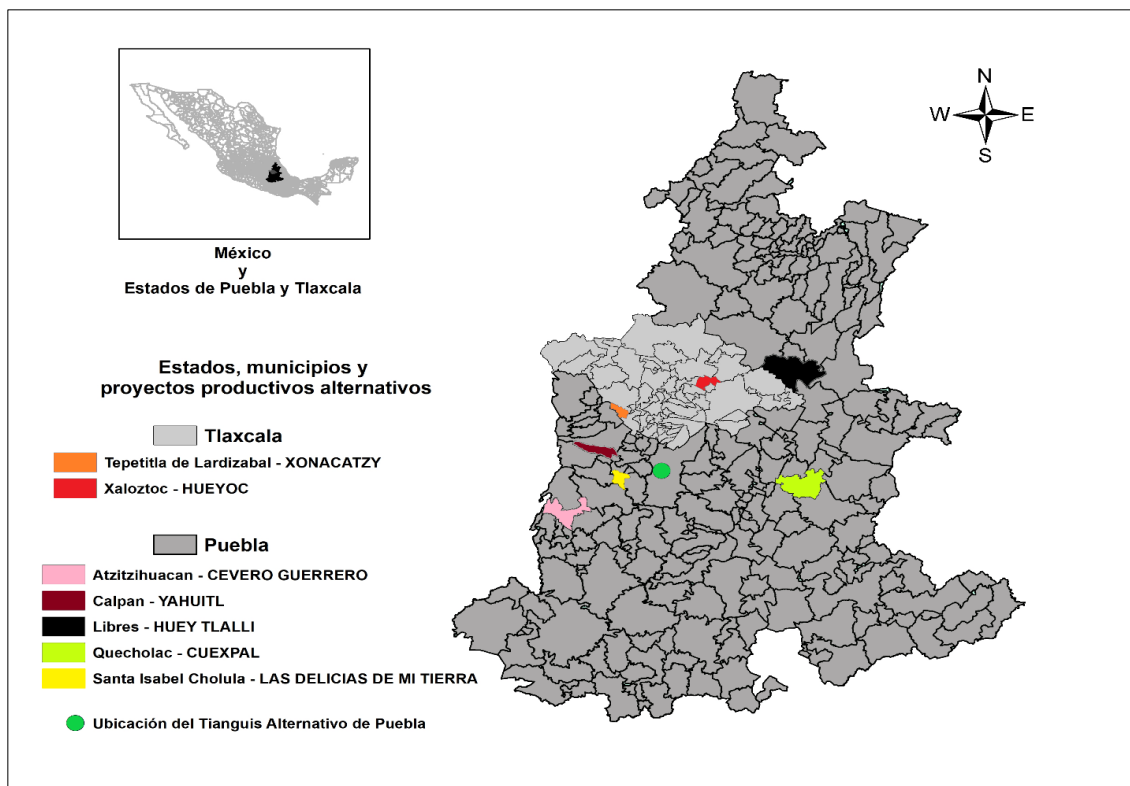 N
W E
S
México
y
Estados de Puebla y Tlaxcala
Estados, municipios y
proyectos productivos alternativos
Tlaxcala
Tepetitla de Lardizabal - XONACATZY
Xaloztoc - HUEYOC
Puebla
Atzitzihuacan - CEVERO GUERRERO
Calpan - YAHUITL
Libres - HUEY TLALLI
Quecholac - CUEXPAL
Santa Isabel Cholula - LAS DELICIAS DE MI TIERRA
Ubicación del Tianguis Alternativo de Puebla